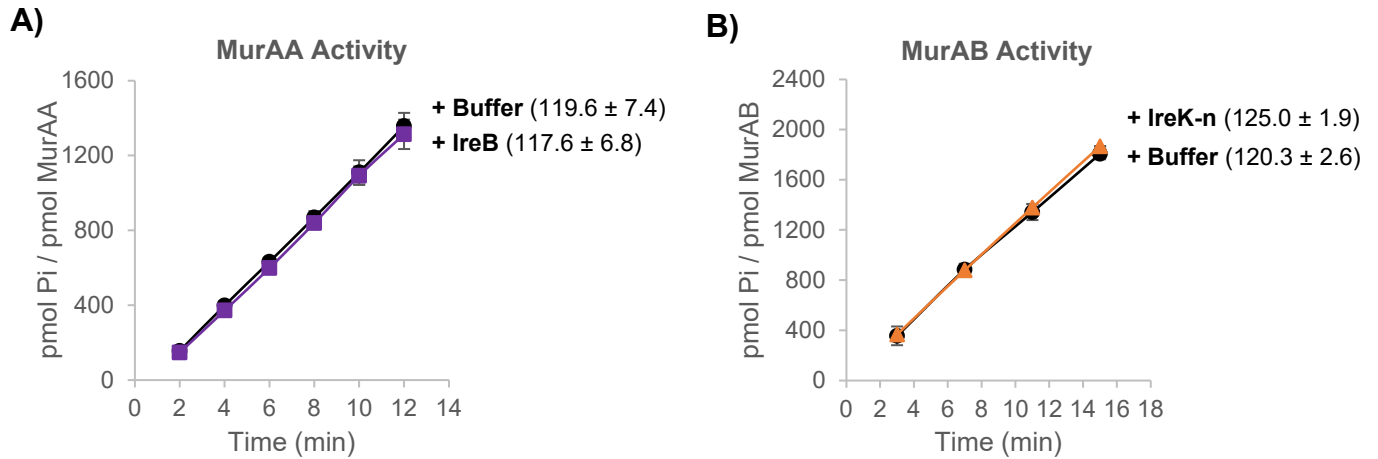 A)
MurAA Activity
pmol Pi / pmol MurAA
1600
1200
800
400
0
0 2 4 6 8 10 12 14
Time (min)
+ Buffer (119.6 ± 7.4)
+ IreB (117.6 ± 6.8)
B)
MurAB Activity
pmol Pi / pmol MurAB
2400
2000
1600
1200
800
400
0
0 2 4 6 8 10 12 14 16 18
Time (min)
+ IreK-n (125.0 ± 1.9)
+ Buffer (120.3 ± 2.6)